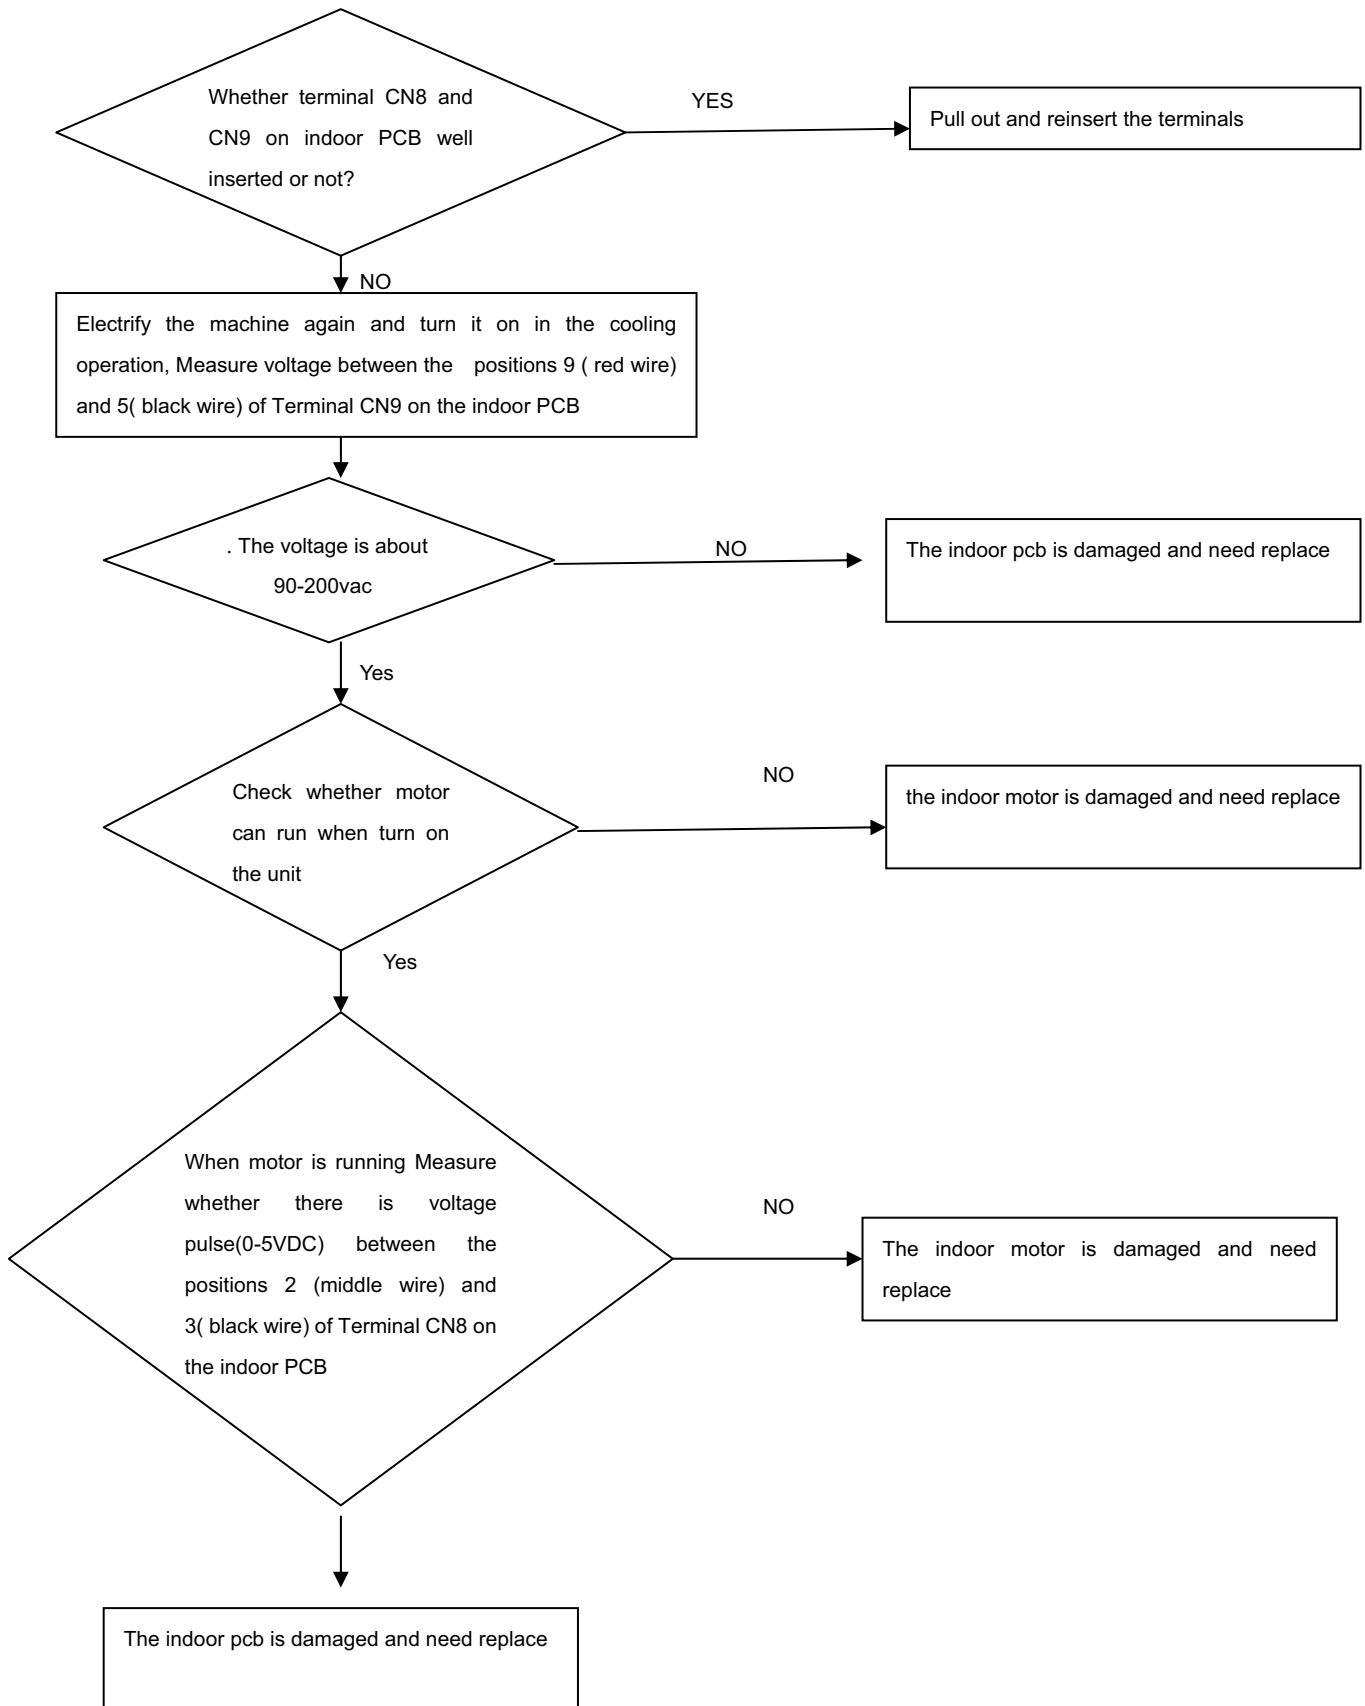 Whether terminal CN8 and
CN9 on indoor PCB well
inserted or not?
YES
Pull out and reinsert the terminals
NO
Electrify the machine again and turn it on in the cooling
operation, Measure voltage between the positions 9 ( red wire)
and 5( black wire) of Terminal CN9 on the indoor PCB
. The voltage is about
90-200vac
NO
The indoor pcb is damaged and need replace
Yes
Check whether motor
can run when turn on
the unit
NO
the indoor motor is damaged and need replace
Yes
When motor is running Measure
whether there is voltage
pulse(0-5VDC) between the
positions 2 (middle wire) and
3( black wire) of Terminal CN8 on
the indoor PCB
NO
The indoor motor is damaged and need
replace
The indoor pcb is damaged and need replace